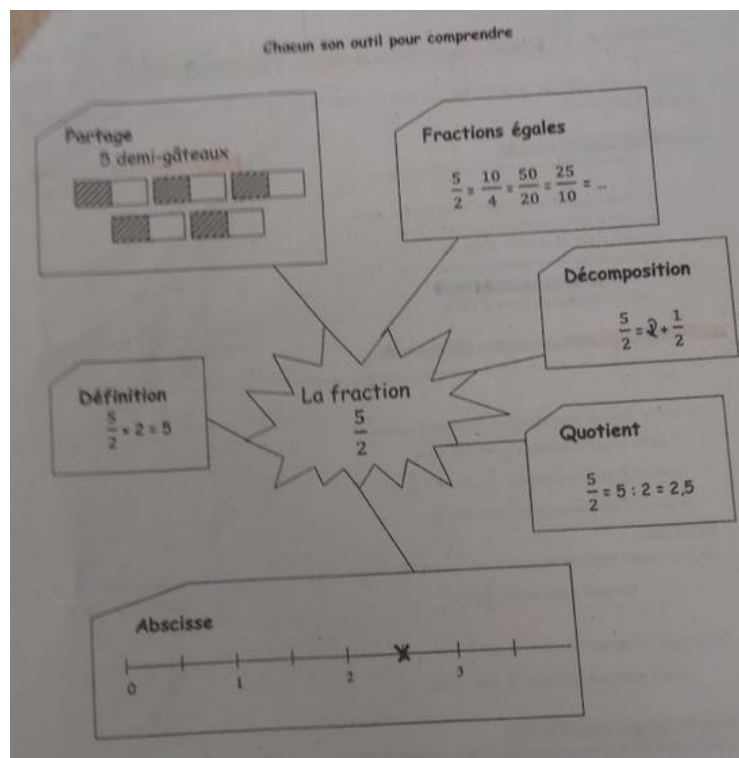 Chacun son outil pour comprendre
Partage
5 demi-gâteaux
Fractions égales
5/2 = 10/4 = 50/20 = 25/10 = ...
Décomposition
5/2 = 2 + 1/2
Définition
5/2 × 2 = 5
La fraction
5/2
Quotient
5/2 = 5 : 2 = 2,5
Abscisse
0 1 2 3